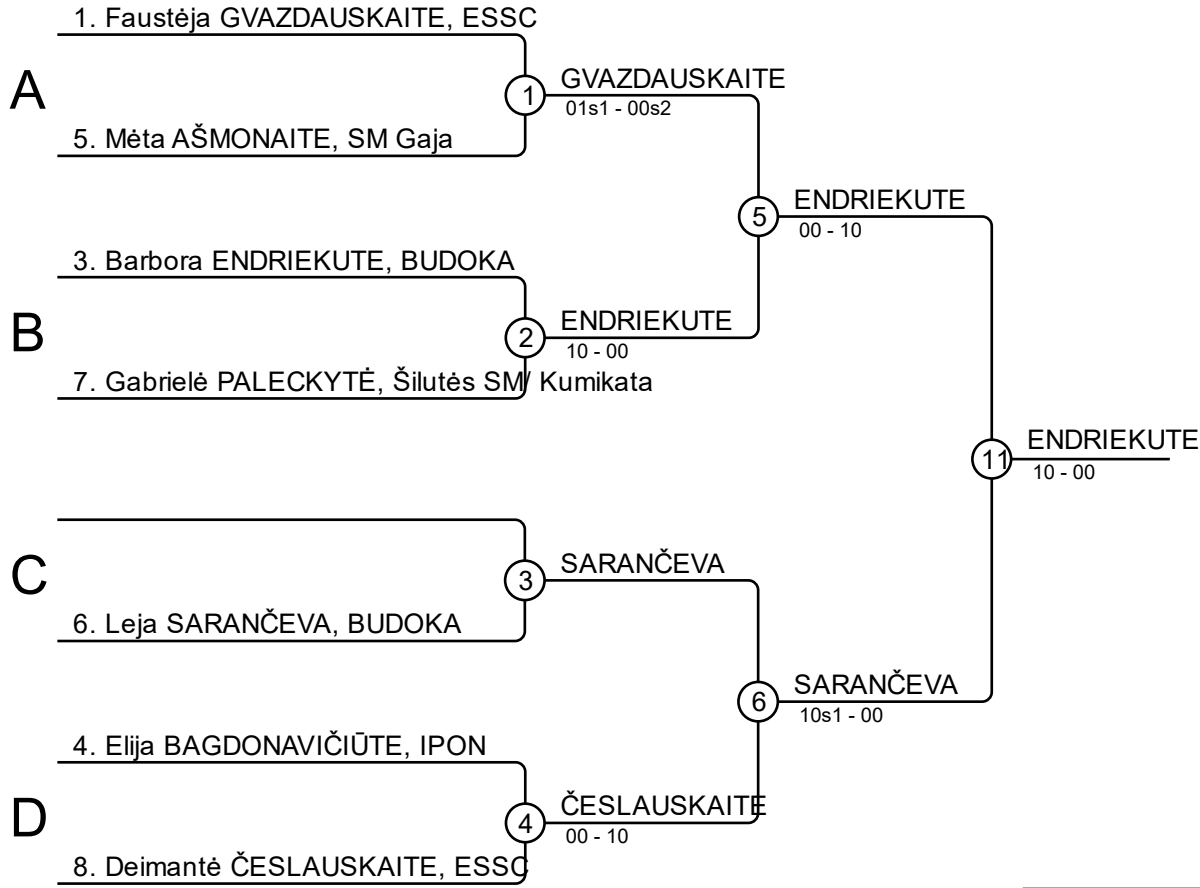 1. Faustėja GVAZDAUSKAITE, ESSC
A
1
GVAZDAUSKAITE
01s1 - 00s2
5. Mėta AŠMONAITE, SM Gaja
5
ENDRIEKUTE
00 - 10
3. Barbora ENDRIEKUTE, BUDOKA
B
2
ENDRIEKUTE
10 - 00
7. Gabrielė PALECKYTĖ, Šilutės SM/ Kumikata
11
ENDRIEKUTE
10 - 00
C
3
SARANČEVA
6. Leja SARANČEVA, BUDOKA
6
SARANČEVA
10s1 - 00
4. Elija BAGDONAVIČIŪTE, IPON
D
4
ČESLAUSKAITE
00 - 10
8. Deimantė ČESLAUSKAITE, ESSC